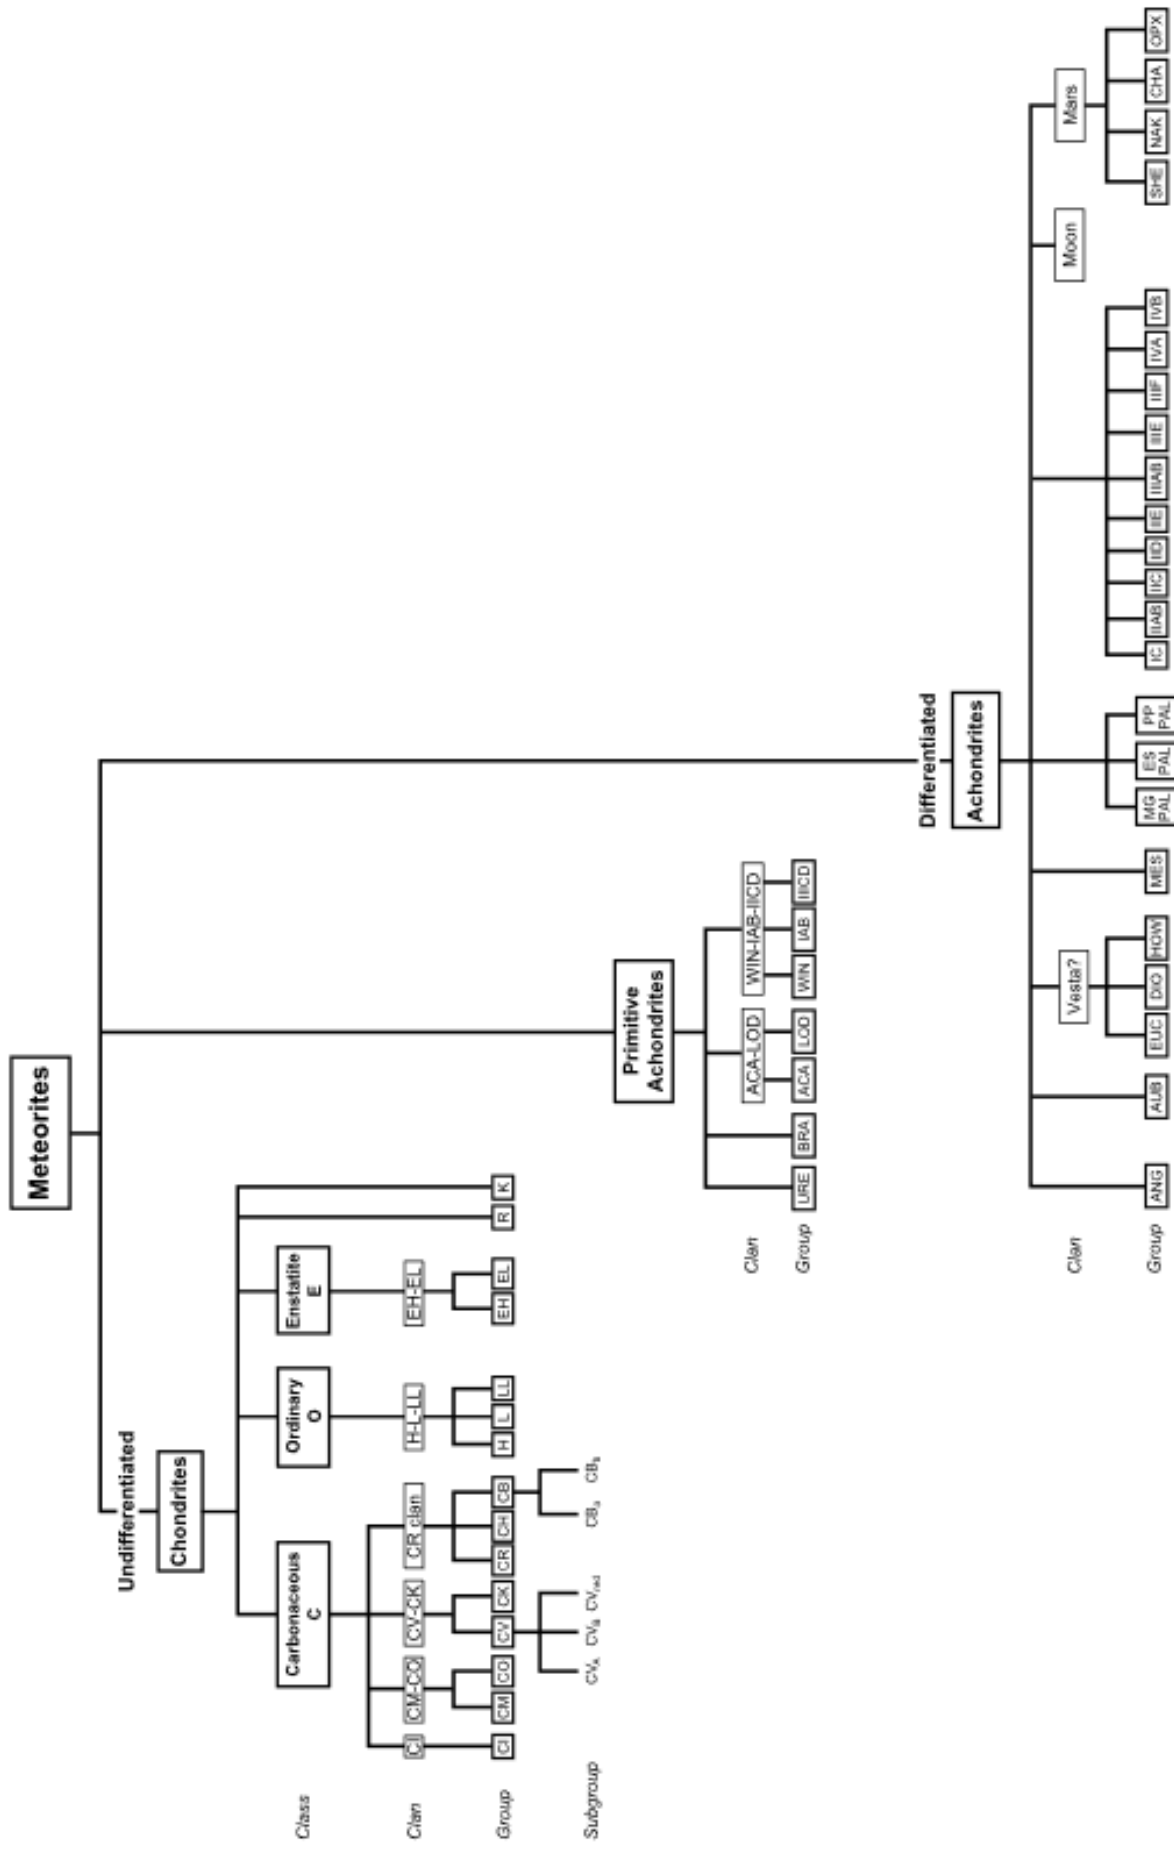 Meteorites
Undifferentiated
Chondrites
Class
Carbonaceous
C
Ordinary
O
Enstatite
E
Clan
CI
CM-CO
CV-CK
CR clan
H-L-LL
EH-EL
Group
CI
CM
CO
CV
CK
CR
CH
CB
H
L
LL
EH
EL
R
K
Subgroup
CVA
CVB
CVred
CBa
CBb
Primitive
Achondrites
Clan
ACA-LOD
WIN-IAB-IICD
Group
URE
BRA
ACA
LOD
WIN
IAB
IIICD
Differentiated
Achondrites
Clan
Vesta?
Moon
Mars
Group
ANG
AUB
EUC
DIO
HOW
MES
MG
PAL
ES
PAL
PP
PAL
IC
IIAB
IIC
IID
IIE
IIIAB
IIIE
IIIF
IVA
IVB
SHE
NAK
CHA
OPX